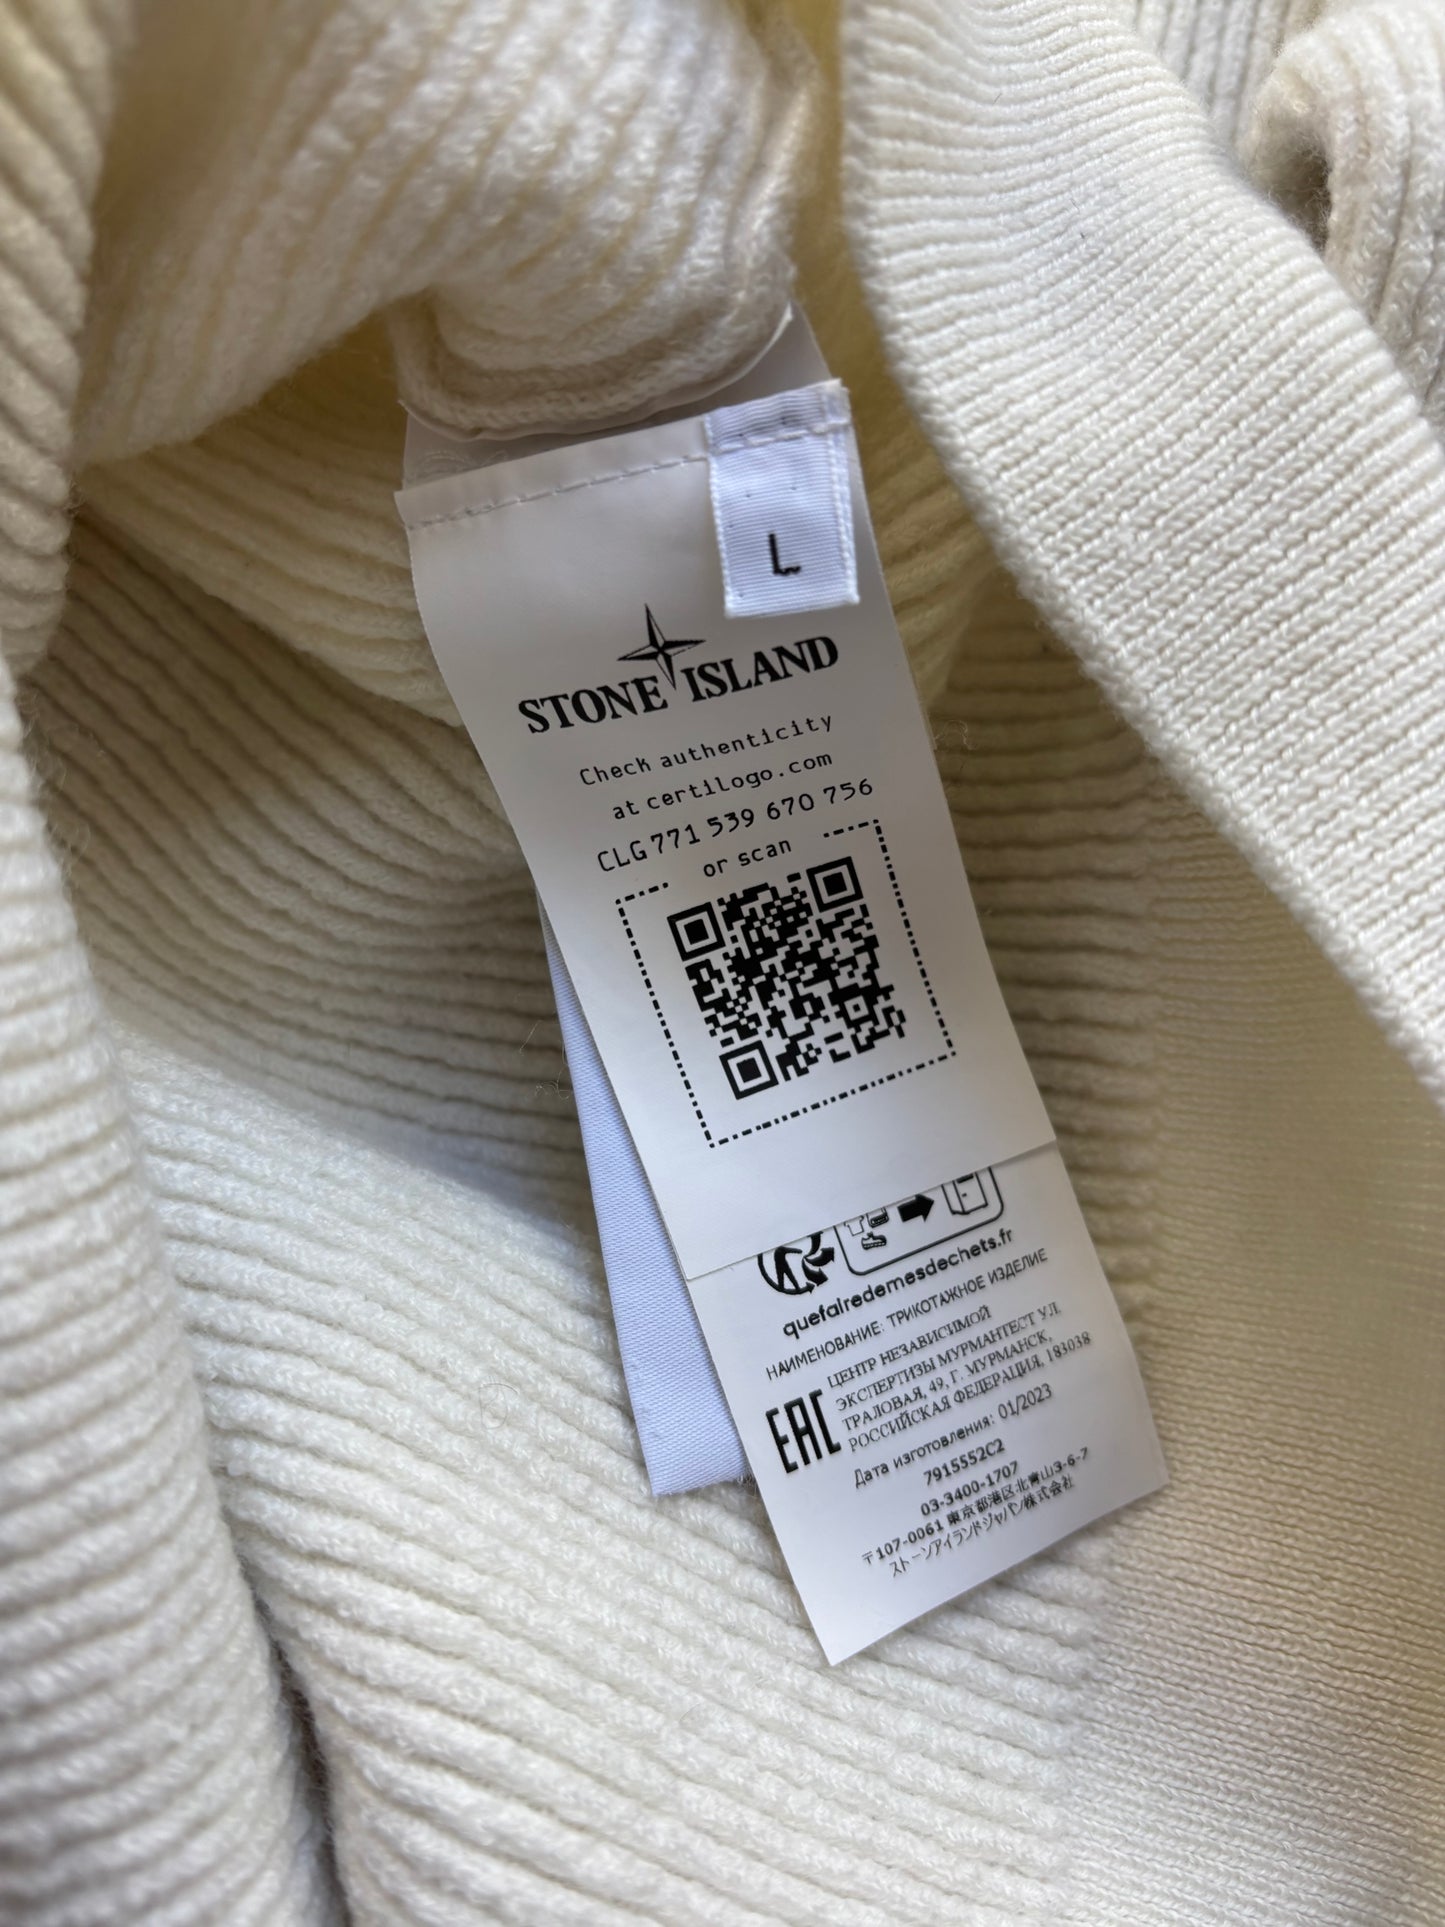 L
STONE ISLAND
Check authenticity
at certilogo.com
CLG 771 539 670 756
or scan
quefairedemesdechets.fr
НАИМЕНОВАНИЕ: ТРИКОТАЖНОЕ ИЗДЕЛИЕ
ЦЕНТР НЕЗАВИСИМОЙ
ЭКСПЕРТИЗЫ МУРМАНТЕСТ УЛ.
ТРАЛОВАЯ, 49, Г. МУРМАНСК,
РОССИЙСКАЯ ФЕДЕРАЦИЯ, 183038
EAC
Дата изготовления: 01/2023
7915552C2
03-3400-1707
〒107-0061 東京都港区北青山3-6-7
ストーンアイランドジャパン株式会社